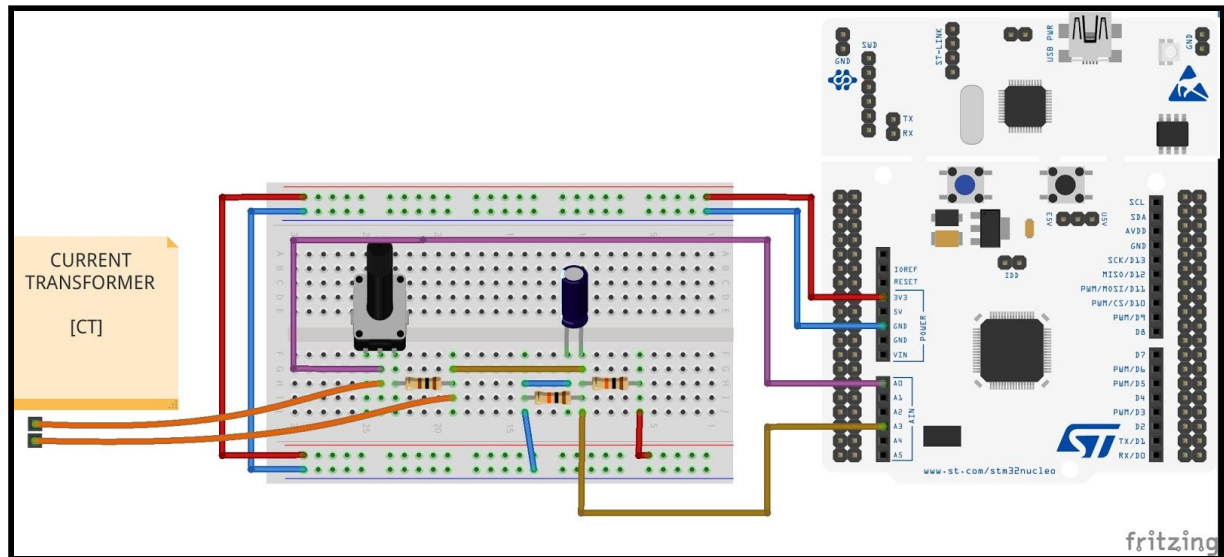 CURRENT
TRANSFORMER
[CT]
GND
SWD
ST-LINK
TX
RX
USB PWR
GND
USV
EV5
IDD
IOREF
RESET
3V3
5V
GND
GND
VIN
POWER
A0
A1
A2
A3
A4
A5
AIN
SCL
SDA
AVDD
GND
SCK/D13
MISO/D12
PWM/MOSI/D11
PWM/CS/D10
PWM/D9
D8
D7
PWM/D6
PWM/D5
D4
PWM/D3
D2
TX/D1
RX/D0
ST
www.st.com/stm32nucleo
fritzing